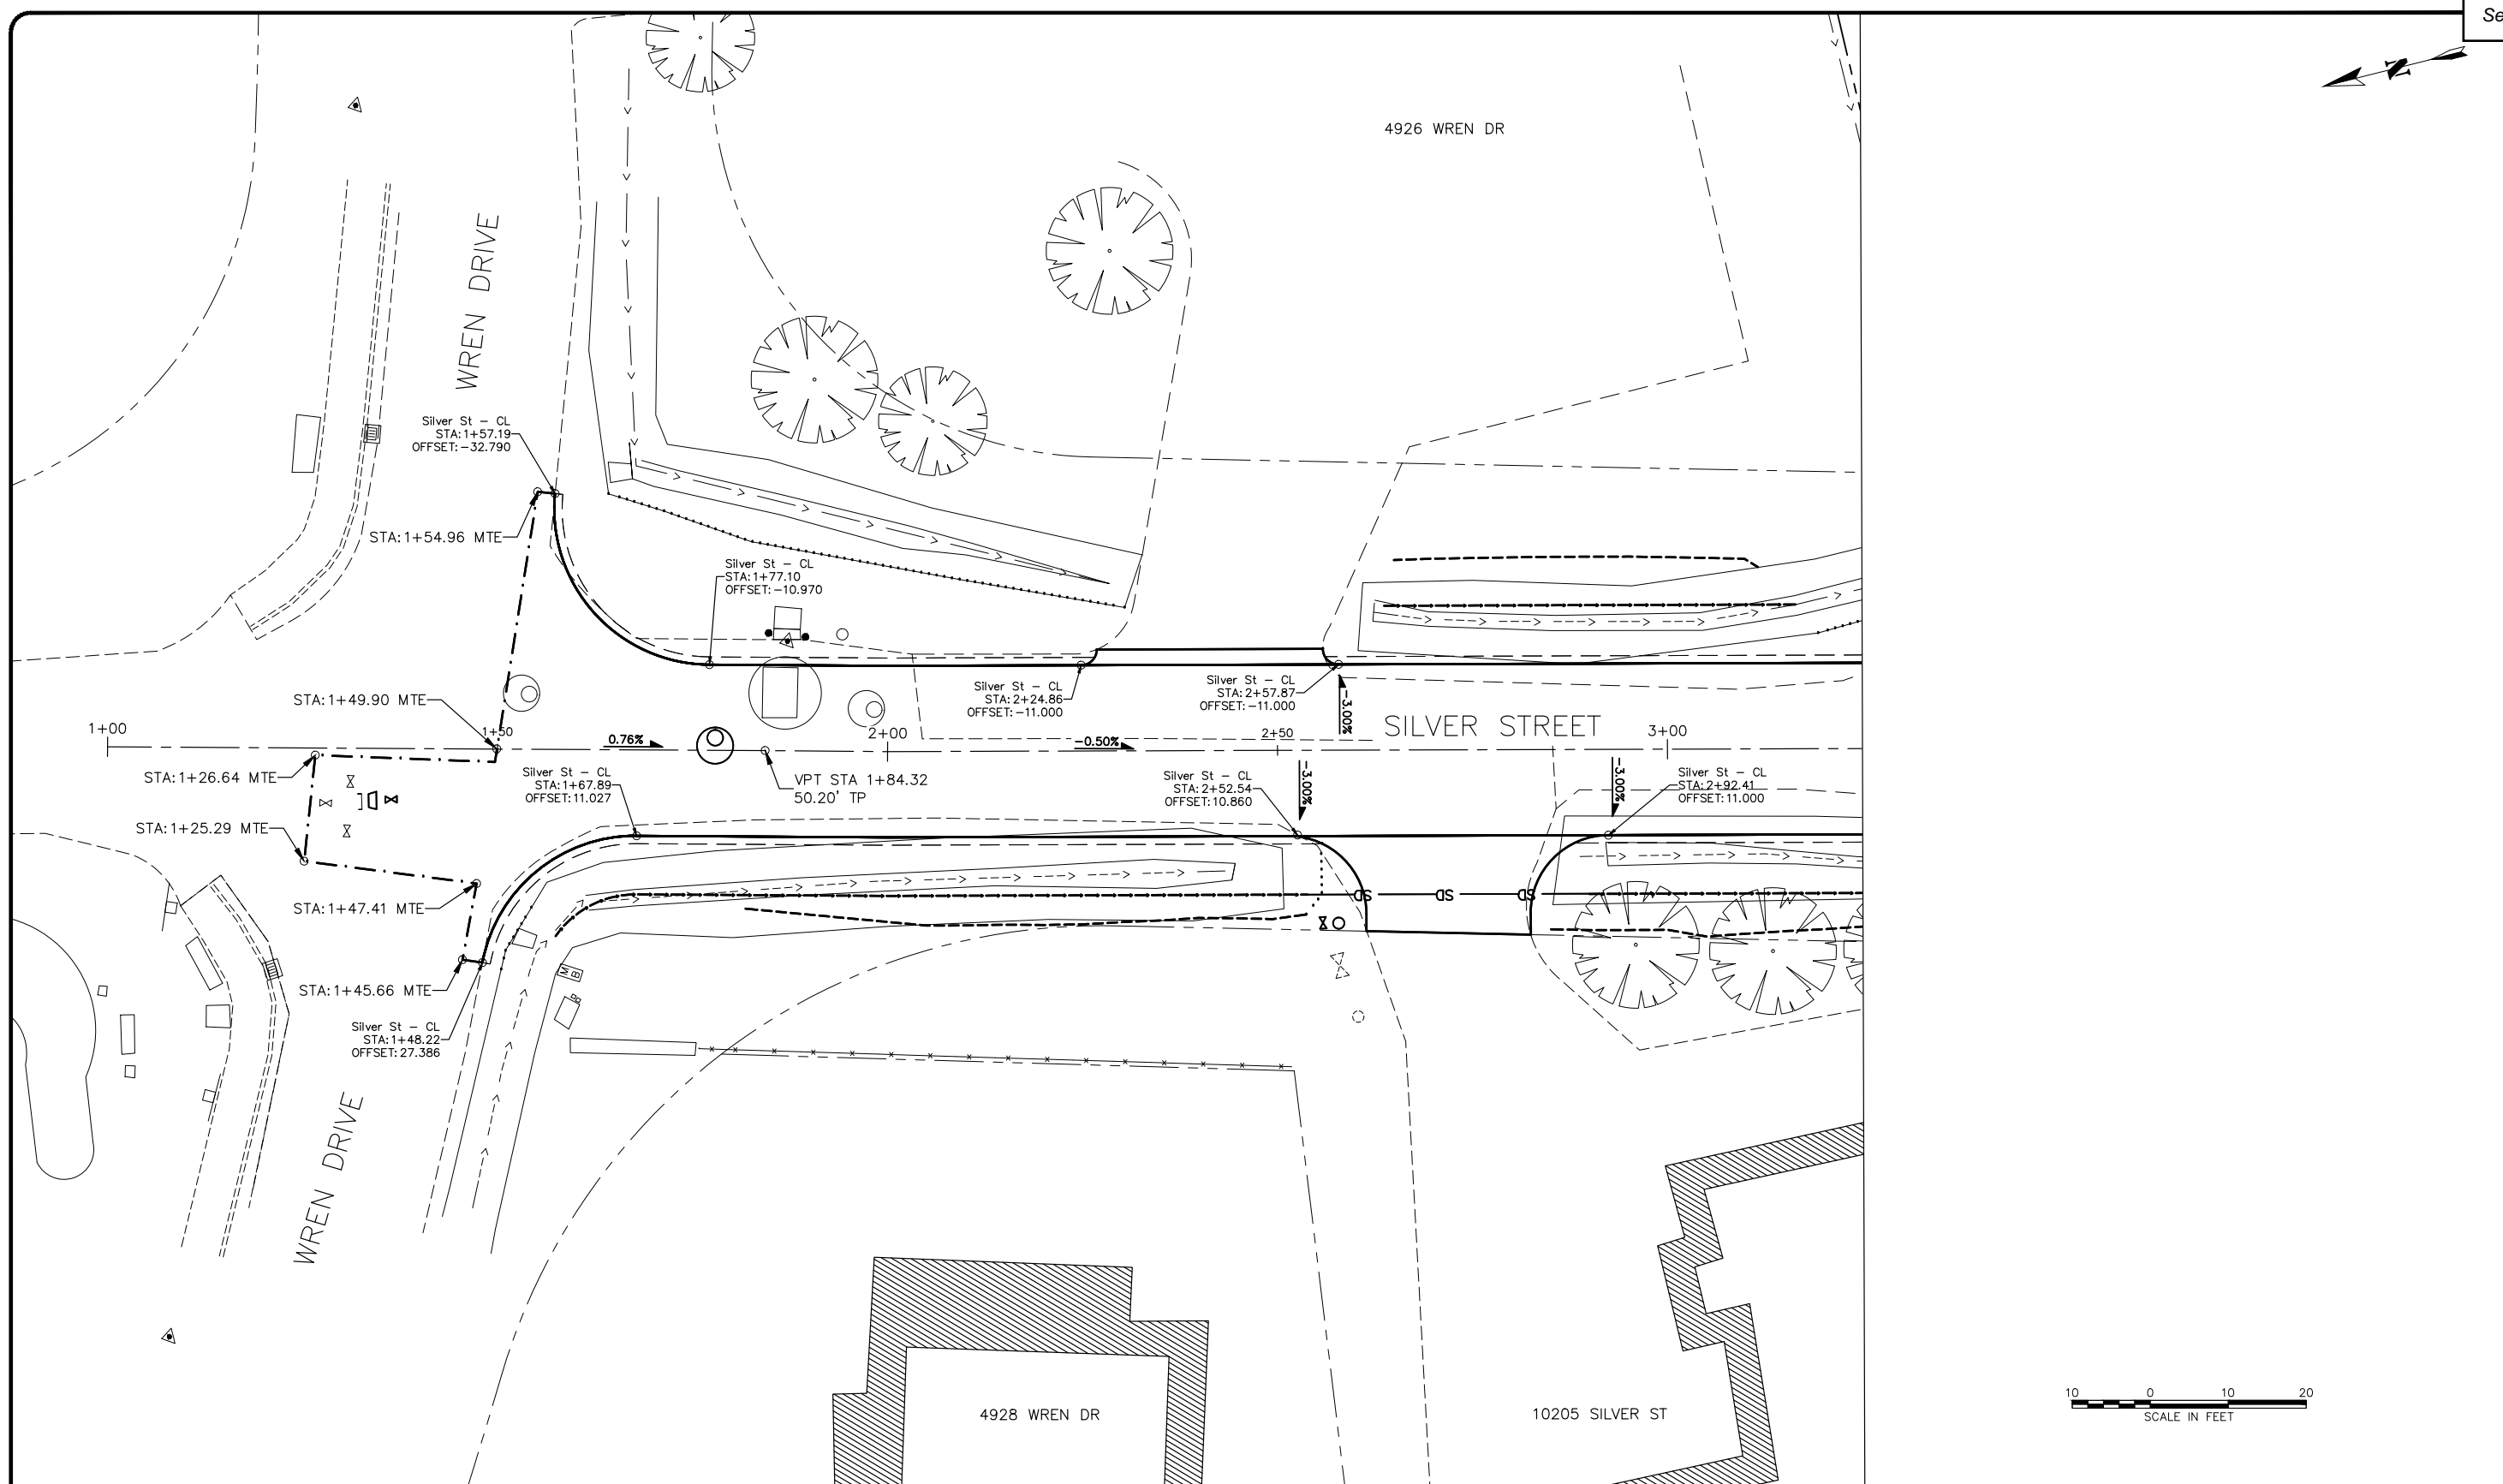 Se
N
4926 WREN DR
WREN DRIVE
Silver St - CL
STA:1+57.19
OFFSET:-32.790
STA:1+54.96 MTE
Silver St - CL
STA:1+77.10
OFFSET:-10.970
STA:1+49.90 MTE
Silver St - CL
STA:2+24.86
OFFSET:-11.000
Silver St - CL
STA:2+57.87
OFFSET:-11.000
-3.00%
SILVER STREET
1+00
1+50
0.76%
2+00
-0.50%
2+50
3+00
STA:1+26.64 MTE
Silver St - CL
STA:1+67.89
OFFSET:11.027
VPT STA 1+84.32
50.20' TP
Silver St - CL
STA:2+52.54
OFFSET:10.860
-3.00%
-3.00%
Silver St - CL
STA:2+92.41
OFFSET:11.000
STA:1+25.29 MTE
STA:1+47.41 MTE
SD
SD
SD
STA:1+45.66 MTE
MB
B
Silver St - CL
STA:1+48.22
OFFSET:27.386
WREN DRIVE
4928 WREN DR
10205 SILVER ST
10 0 10 20
SCALE IN FEET